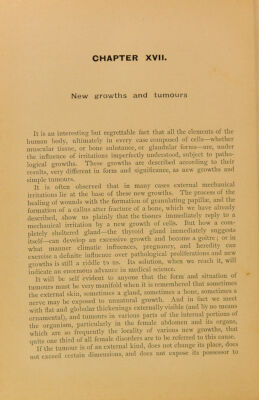 CHAPTER XVII.
New growths and tumours
It is an interesting but regrettable fact that all the elements of the
human body, ultimately in every case composed of cells—whether
muscular tissue, or bone substance, or glandular forms—are, under
the influence of irritations imperfectly understood, subject to patho-
logical growths. These growths are described according to their
results, very different in form and significance, as new growths and
simple tumours.
It is often observed that in many cases external mechanical
irritations lie at the base of these new growths. The process of the
healing of wounds with the formation of granulating papillæ, and the
formation of a callus after fracture of a bone, which we have already
described, show us plainly that the tissues immediately reply to a
mechanical irritation by a new growth of cells. But how a com-
pletely sheltered gland—the thyroid gland immediately suggests
itself—can develop an excessive growth and become a goitre; or in
what manner climatic influences, pregnancy, and heredity can
exercise a definite influence over pathological proliferations and new
growths is still a riddle to us. Its solution, when we reach it, will
indicate an enormous advance in medical science.
It will be self evident to anyone that the form and situation of
tumours must be very manifold when it is remembered that sometimes
the external skin, sometimes a gland, sometimes a bone, sometimes a
nerve may be exposed to unnatural growth. And in fact we meet
with flat and globular thickenings externally visible (and by no means
ornamental), and tumours in various parts of the internal portions of
the organism, particularly in the female abdomen and its organs,
which are so frequently the locality of various new growths, that
quite one third of all female disorders are to be referred to this cause.
If the tumour is of an external kind, does not change its place, does
not exceed certain dimensions, and does not expose its possessor to